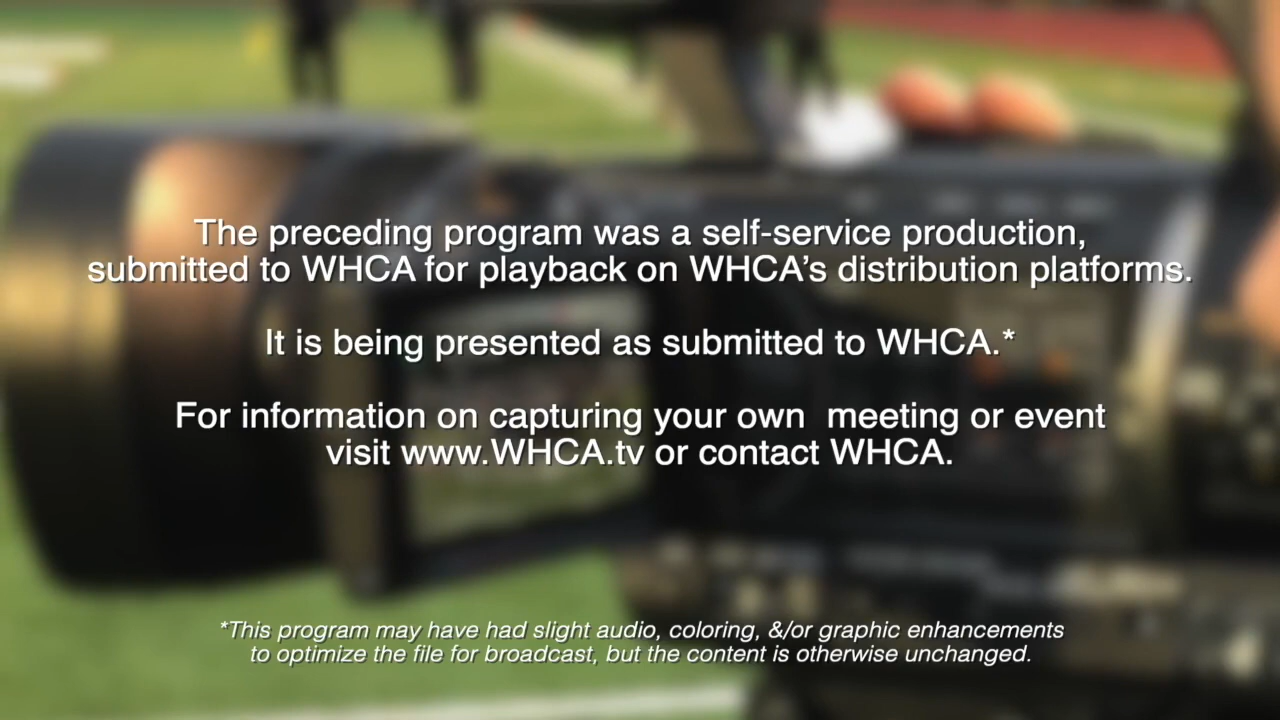 The preceding program was a self-service production,
submitted to WHCA for playback on WHCA’s distribution platforms.
It is being presented as submitted to WHCA.*
For information on capturing your own  meeting or event
visit www.WHCA.tv or contact WHCA.
*This program may have had slight audio, coloring, &/or graphic enhancements
to optimize the file for broadcast, but the content is otherwise unchanged.